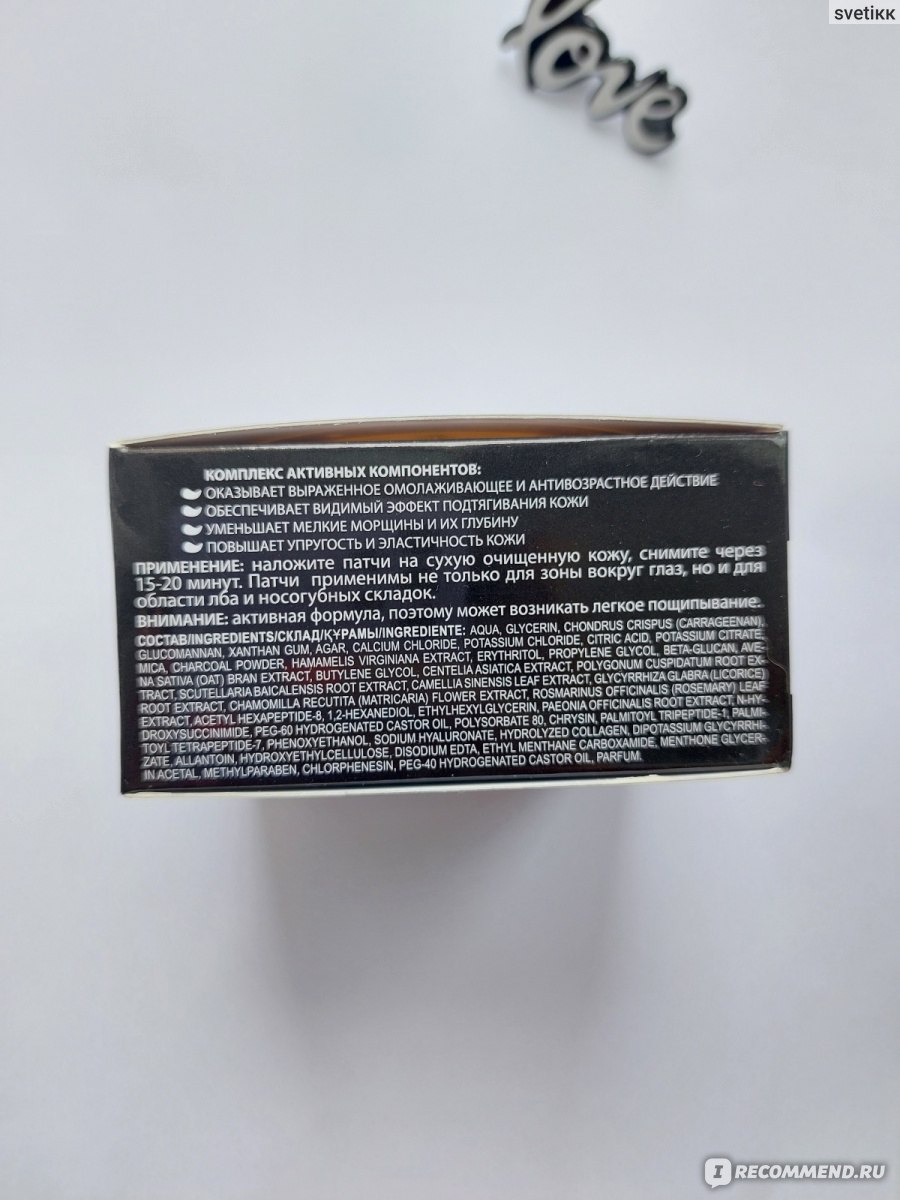 svetikk
love
КОМПЛЕКС АКТИВНЫХ КОМПОНЕНТОВ:
ОКАЗЫВАЕТ ВЫРАЖЕННОЕ ОМОЛАЖИВАЮЩЕЕ И АНТИВОЗРАСТНОЕ ДЕЙСТВИЕ
ОБЕСПЕЧИВАЕТ ВИДИМЫЙ ЭФФЕКТ ПОДТЯГИВАНИЯ КОЖИ
УМЕНЬШАЕТ МЕЛКИЕ МОРЩИНЫ И ИХ ГЛУБИНУ
ПОВЫШАЕТ УПРУГОСТЬ И ЭЛАСТИЧНОСТЬ КОЖИ
ПРИМЕНЕНИЕ: наложите патчи на сухую очищенную кожу, снимите через
15-20 минут. Патчи применимы не только для зоны вокруг глаз, но и для
области лба и носогубных складок.
ВНИМАНИЕ: активная формула, поэтому может возникать легкое пощипывание.
СОСТАВ/INGREDIENTS/СКЛАД/ҚҰРАМЫ/INGREDIENTE: AQUA, GLYCERIN, CHONDRUS CRISPUS (CARRAGEENAN),
GLUCOMANNAN, XANTHAN GUM, AGAR, CALCIUM CHLORIDE, POTASSIUM CHLORIDE, CITRIC ACID, POTASSIUM CITRATE,
MICA, CHARCOAL POWDER, HAMAMELIS VIRGINIANA EXTRACT, ERYTHRITOL, PROPYLENE GLYCOL, BETA-GLUCAN, AVE-
NA SATIVA (OAT) BRAN EXTRACT, BUTYLENE GLYCOL, CENTELIA ASIATICA EXTRACT, POLYGONUM CUSPIDATUM ROOT EX-
TRACT, SCUTELLARIA BAICALENSIS ROOT EXTRACT, CAMELLIA SINENSIS LEAF EXTRACT, GLYCYRRHIZA GLABRA (LICORICE)
ROOT EXTRACT, CHAMOMILLA RECUTITA (MATRICARIA) FLOWER EXTRACT, ROSMARINUS OFFICINALIS (ROSEMARY) LEAF
EXTRACT, ACETYL HEXAPEPTIDE-8, 1,2-HEXANEDIOL, ETHYLHEXYLGLYCERIN, PAEONIA OFFICINALIS ROOT EXTRACT, N-HY-
DROXYSUCCINIMIDE, PEG-60 HYDROGENATED CASTOR OIL, POLYSORBATE 80, CHRYSIN, PALMITOYL TRIPEPTIDE-1, PALMI-
TOYL TETRAPEPTIDE-7, PHENOXYETHANOL, SODIUM HYALURONATE, HYDROLYZED COLLAGEN, DIPOTASSIUM GLYCYRRHI-
ZATE, ALLANTOIN, HYDROXYETHYLCELLULOSE, DISODIUM EDTA, ETHYL MENTHANE CARBOXAMIDE, MENTHONE GLYCER-
IN ACETAL, METHYLPARABEN, CHLORPHENESIN, PEG-40 HYDROGENATED CASTOR OIL, PARFUM.
IRECOMMEND.RU